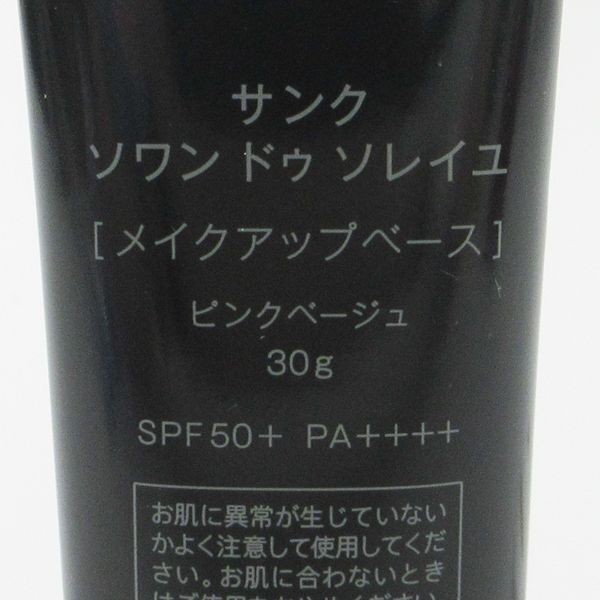 サンク
ソワン ドゥ ソレイユ
[メイクアップベース]
ピンクベージュ
30g
SPF50+ PA++++
お肌に異常が生じていない
かよく注意して使用してくだ
さい。お肌に合わないとき